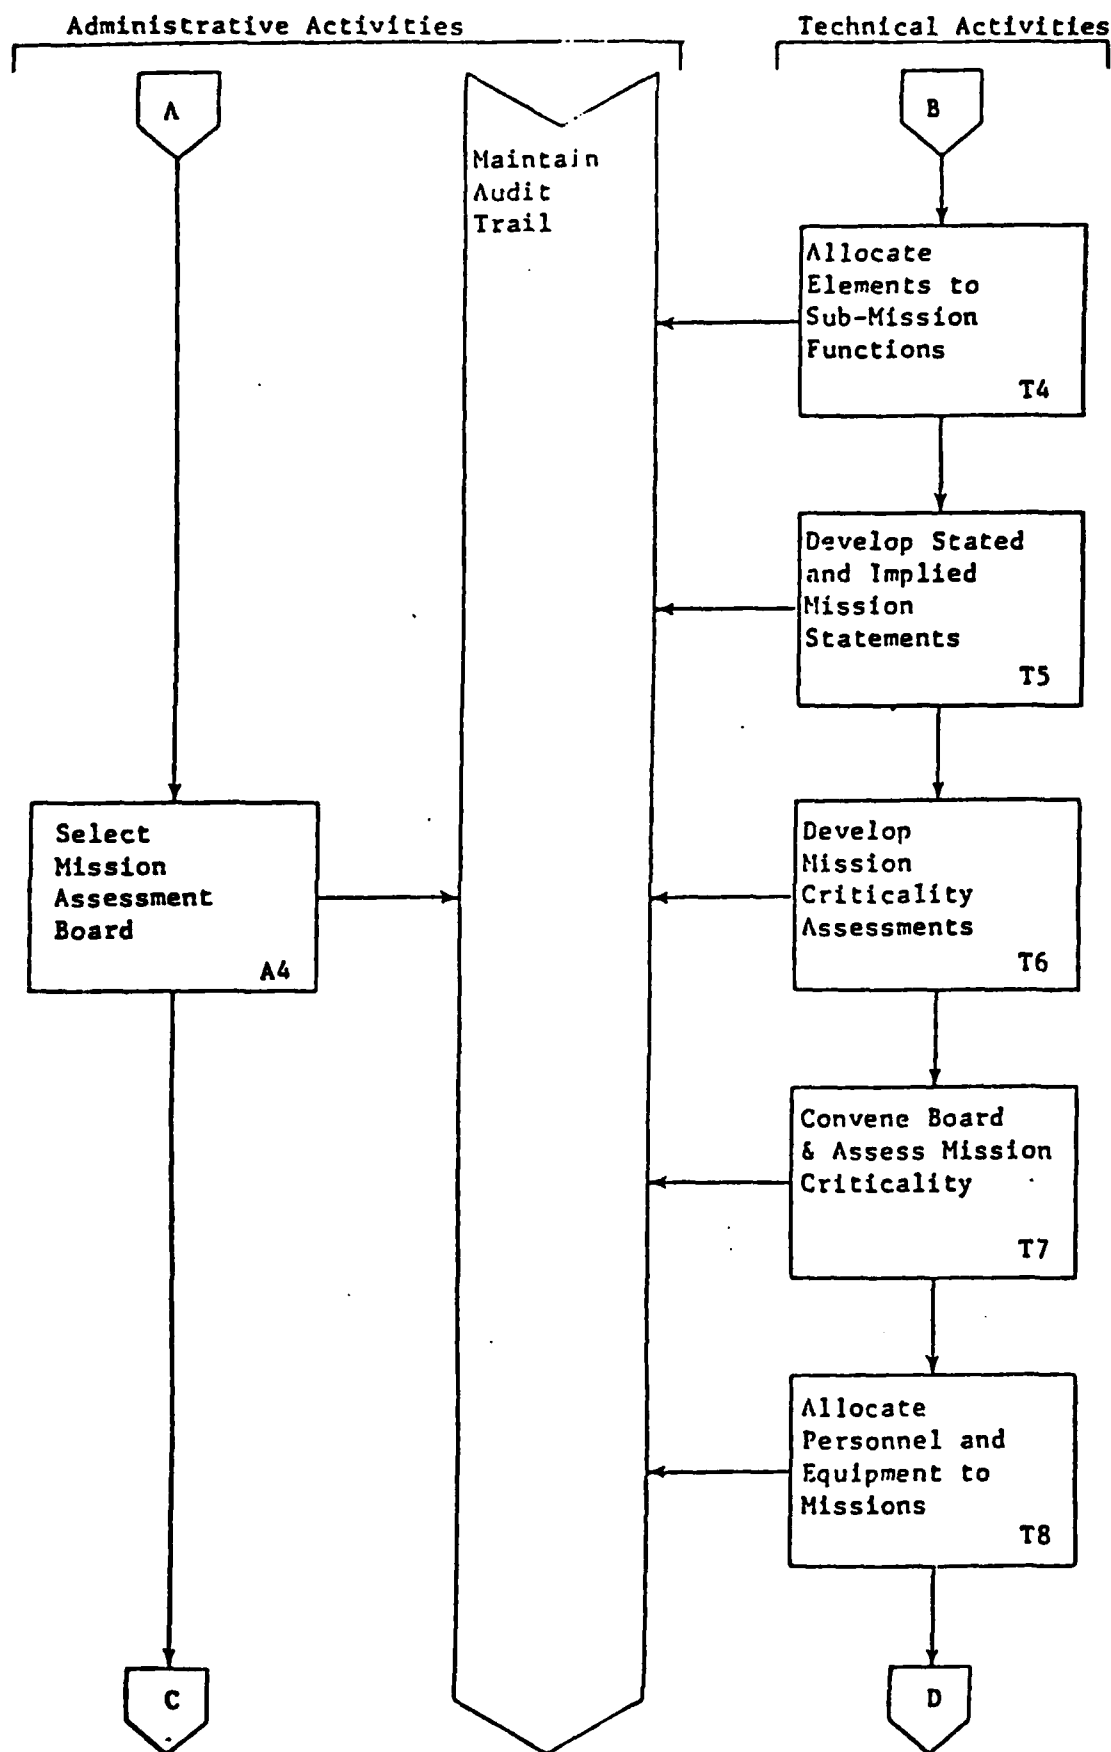 Administrative Activities
Technical Activities
A
B
Maintain
Audit
Trail
Allocate
Elements to
Sub-Mission
Functions
T4
Develop Stated
and Implied
Mission
Statements
T5
Select
Mission
Assessment
Board
A4
Develop
Mission
Criticality
Assessments
T6
Convene Board
& Assess Mission
Criticality
T7
Allocate
Personnel and
Equipment to
Missions
T8
C
D